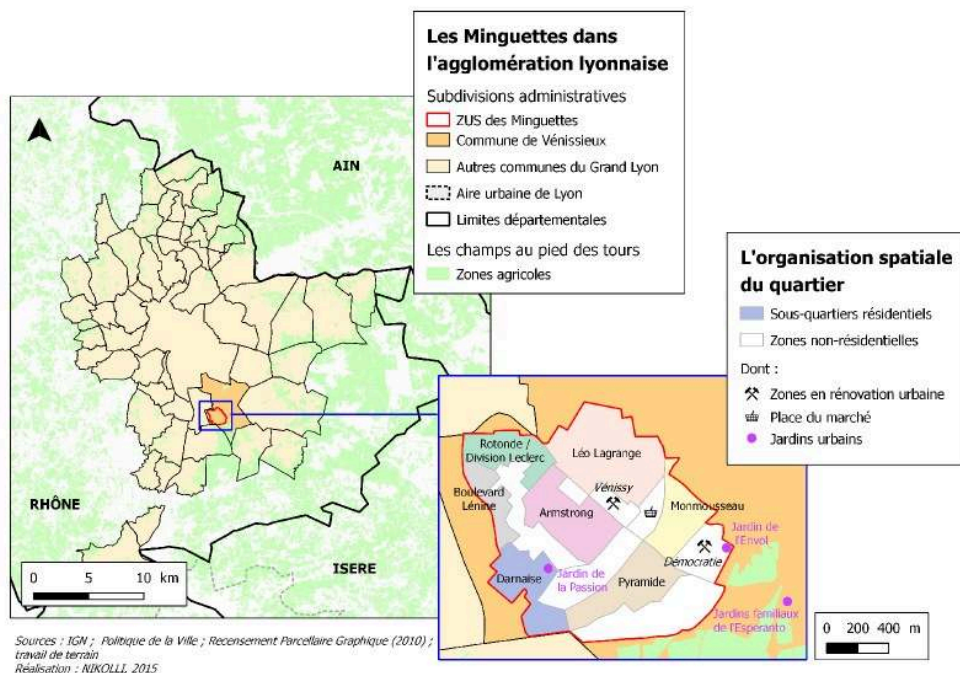 Les Minguettes dans
l'agglomération lyonnaise
Subdivisions administratives
ZUS des Minguettes
Commune de Vénissieux
Autres communes du Grand Lyon
Aire urbaine de Lyon
Limites départementales
Les champs au pied des tours
Zones agricoles
AIN
RHÔNE
ISERE
0 5 10 km
L'organisation spatiale
du quartier
Sous-quartiers résidentiels
Zones non-résidentielles
Dont :
Zones en rénovation urbaine
Place du marché
Jardins urbains
Rotonde /
Division Leclerc
Léo Lagrange
Boulevard
Lénine
Vénissy
Armstrong
Monmousseau
Jardin de
l'Envol
Démocratie
Darnaise
Jardin de
la Passion
Pyramide
Jardins familiaux
de l'Espéranto
0 200 400 m
Sources : IGN ; Politique de la Ville ; Recensement Parcellaire Graphique (2010) ;
travail de terrain
Réalisation : NIKOLLI, 2015